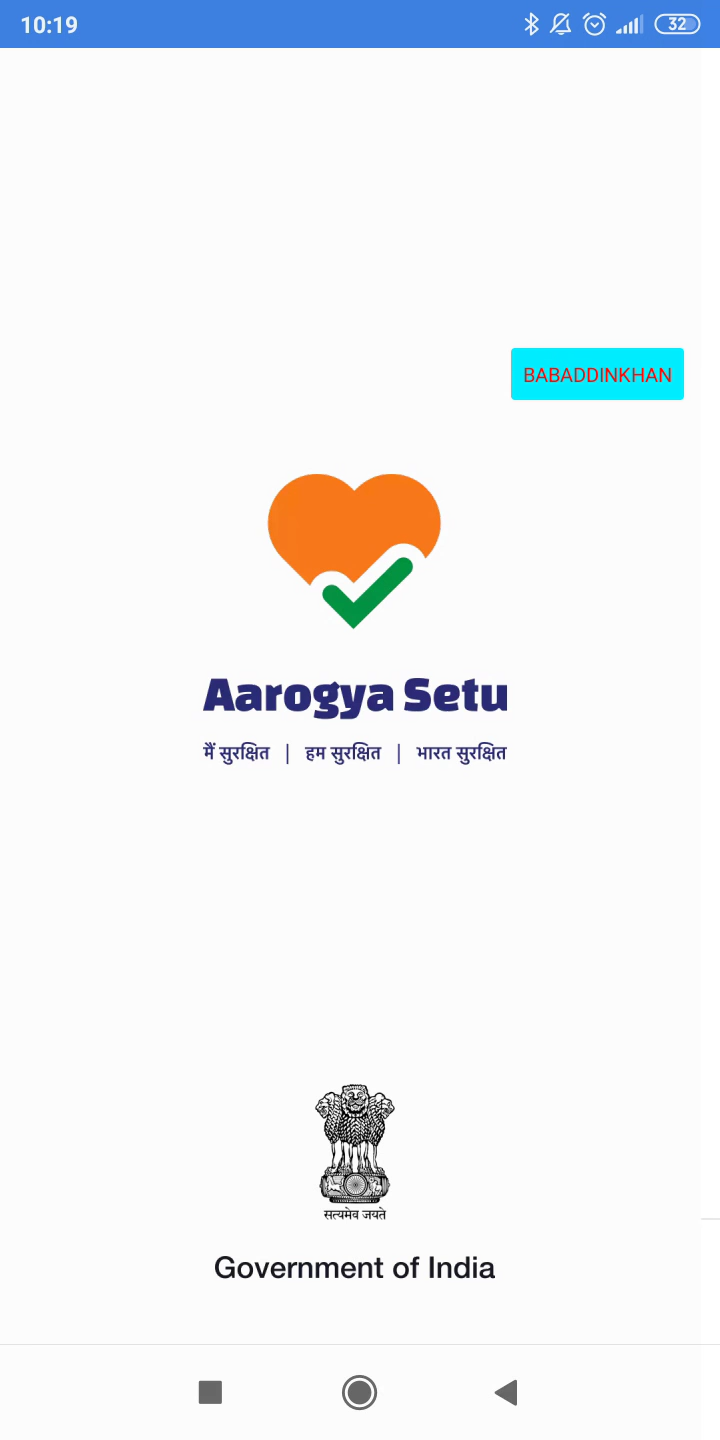 10:19
32
BABADDINKHAN
Aarogya Setu
मैं सुरक्षित | हम सुरक्षित | भारत सुरक्षित
सत्यमेव जयते
Government of India